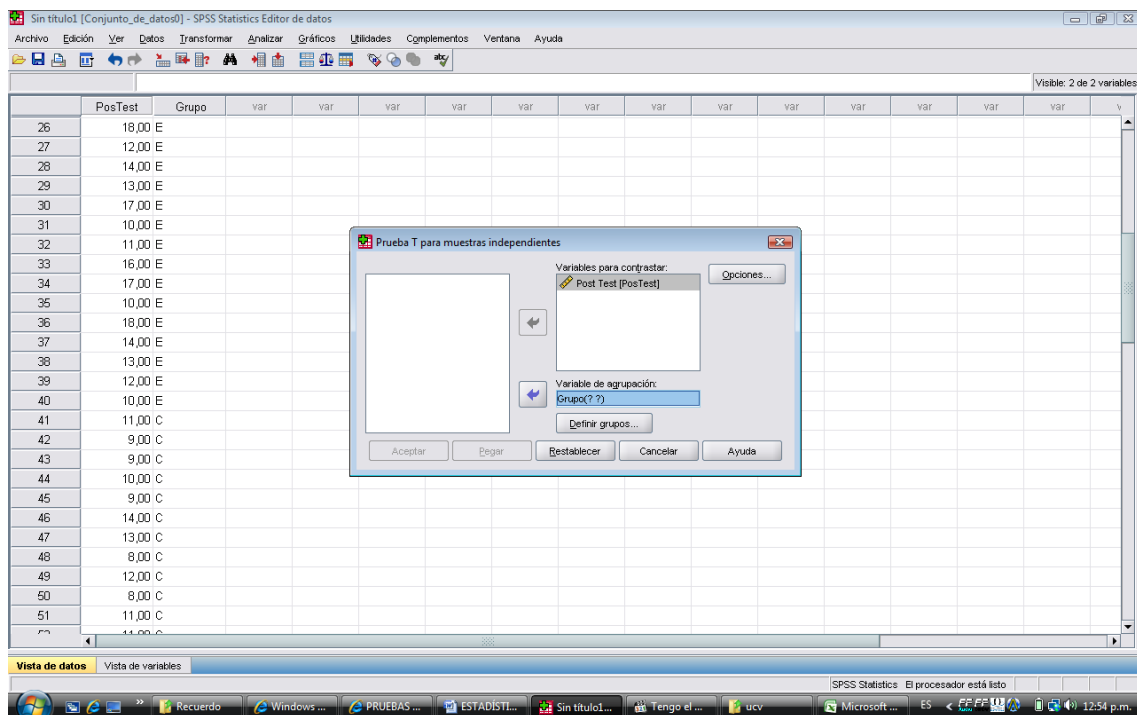 Sin título1 [Conjunto_de_datos0] - SPSS Statistics Editor de datos
Archivo Edición Ver Datos Transformar Analizar Gráficos Utilidades Complementos Ventana Ayuda
Visible: 2 de 2 variables
PosTest Grupo var var var var var var var var var var var var var
26 18,00 E
27 12,00 E
28 14,00 E
29 13,00 E
30 17,00 E
31 10,00 E
32 11,00 E
33 16,00 E
34 17,00 E
35 10,00 E
36 18,00 E
37 14,00 E
38 13,00 E
39 12,00 E
40 10,00 E
41 11,00 C
42 9,00 C
43 9,00 C
44 10,00 C
45 9,00 C
46 14,00 C
47 13,00 C
48 8,00 C
49 12,00 C
50 8,00 C
51 11,00 C
Prueba T para muestras independientes
Variables para contrastar:
Post Test [PosTest]
Opciones...
Variable de agrupación:
Grupo(? ?)
Definir grupos...
Aceptar Pegar Restablecer Cancelar Ayuda
Vista de datos Vista de variables
SPSS Statistics El procesador está listo
Recuerdo Windows ... PRUEBAS ... ESTADÍSTI... Sin título1... Tengo el ... ucv Microsoft ... ES 12:54 p.m.